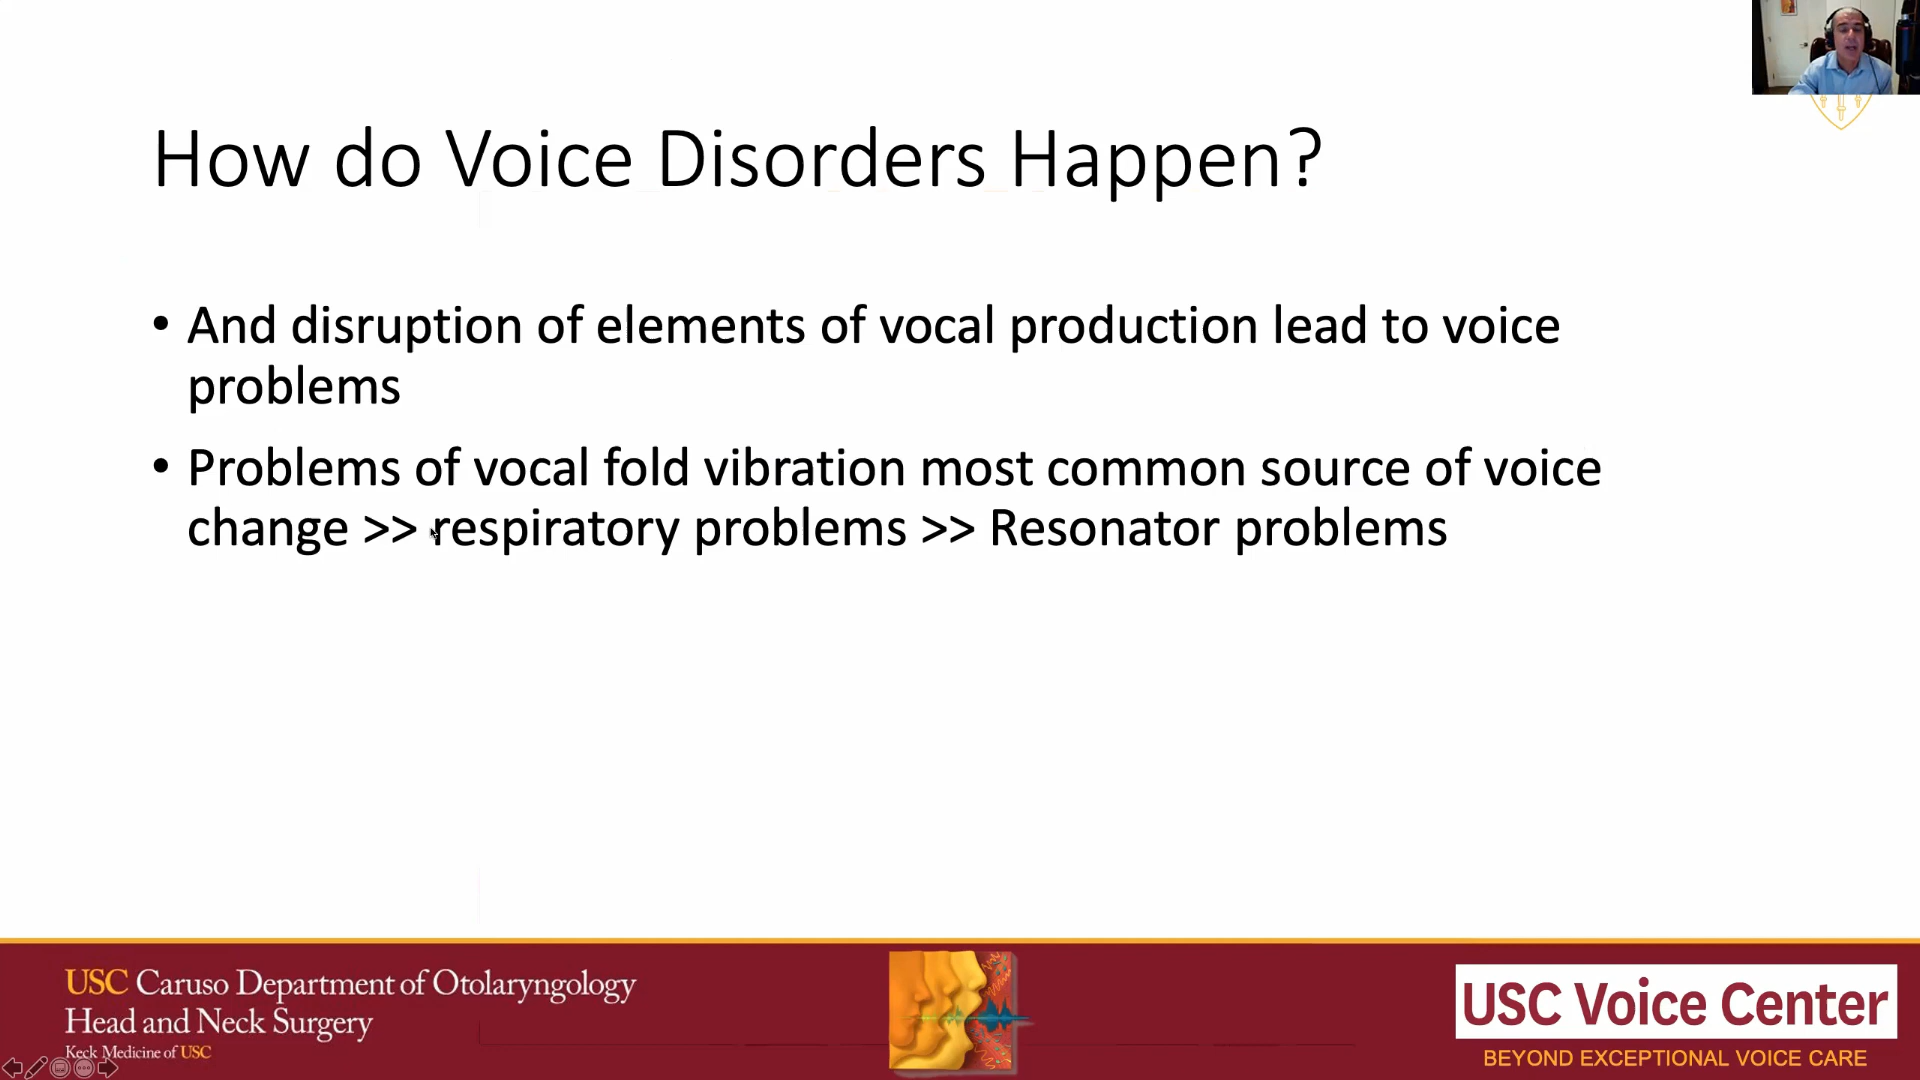 How do Voice Disorders Happen?
• And disruption of elements of vocal production lead to voice
problems
• Problems of vocal fold vibration most common source of voice
change >> respiratory problems >> Resonator problems
USC Caruso Department of Otolaryngology
Head and Neck Surgery
Keck Medicine of USC
USC Voice Center
BEYOND EXCEPTIONAL VOICE CARE